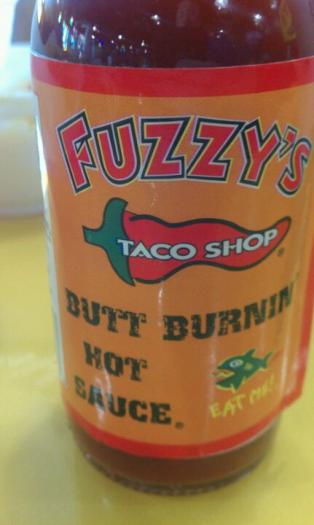 FUZZY'S
TACO SHOP®
BUTT BURNIN'
HOT
SAUCE®
EAT ME!